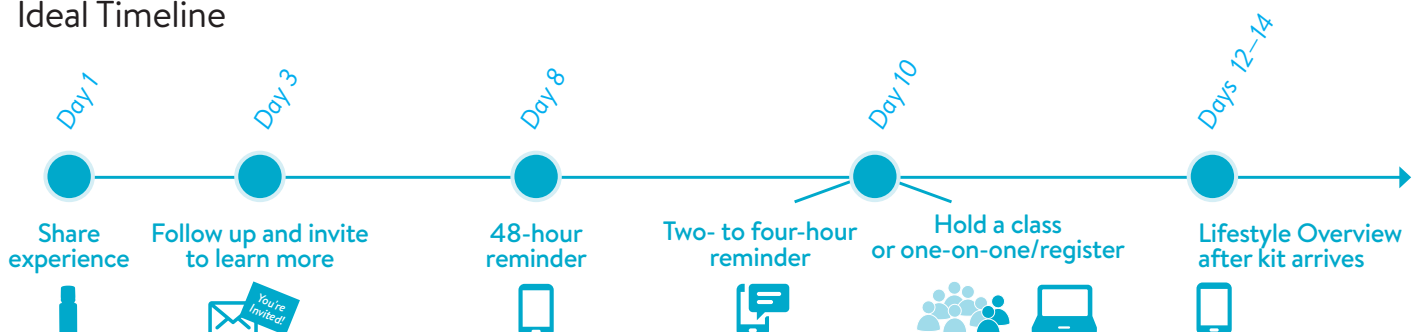 Ideal Timeline
Day 1
Day 3
Day 8
Day 10
Days 12–14
Share
experience
Follow up and invite
to learn more
48-hour
reminder
Two- to four-hour
reminder
Hold a class
or one-on-one/register
Lifestyle Overview
after kit arrives
You're
Invited!